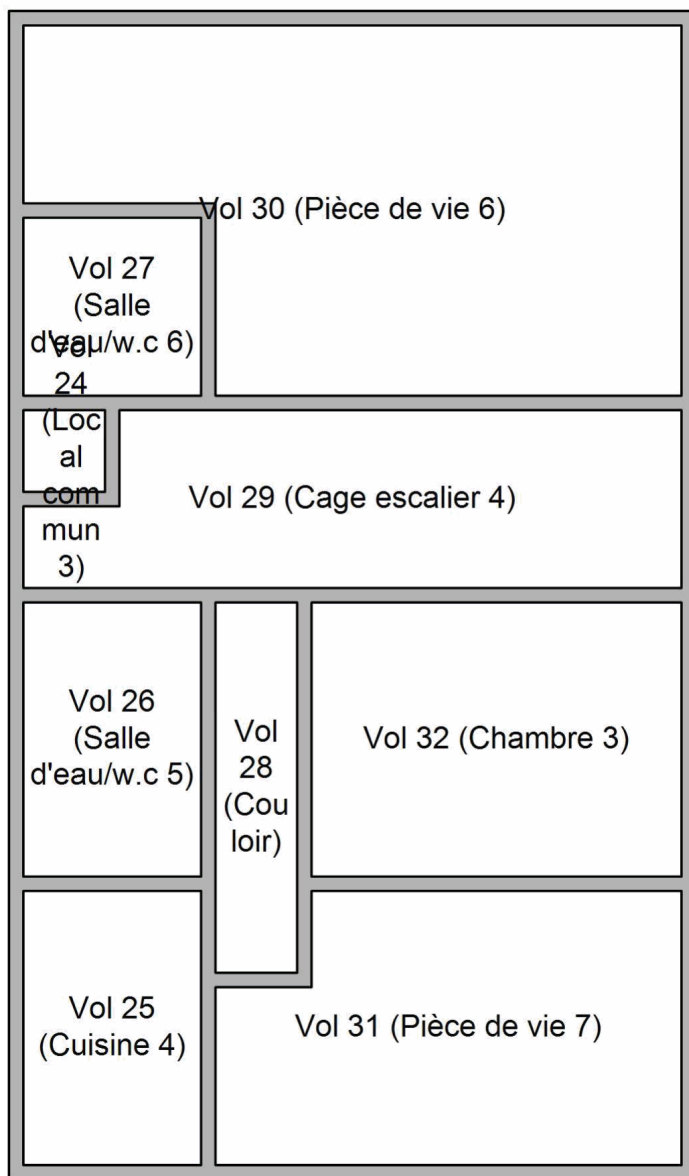 Vol 30 (Pièce de vie 6)
Vol 27
(Salle
d'eau/w.c 6)
Vol
24
(Loc
al
com
mun
3)
Vol 29 (Cage escalier 4)
Vol 26
(Salle
d'eau/w.c 5)
Vol
28
(Cou
loir)
Vol 32 (Chambre 3)
Vol 25
(Cuisine 4)
Vol 31 (Pièce de vie 7)